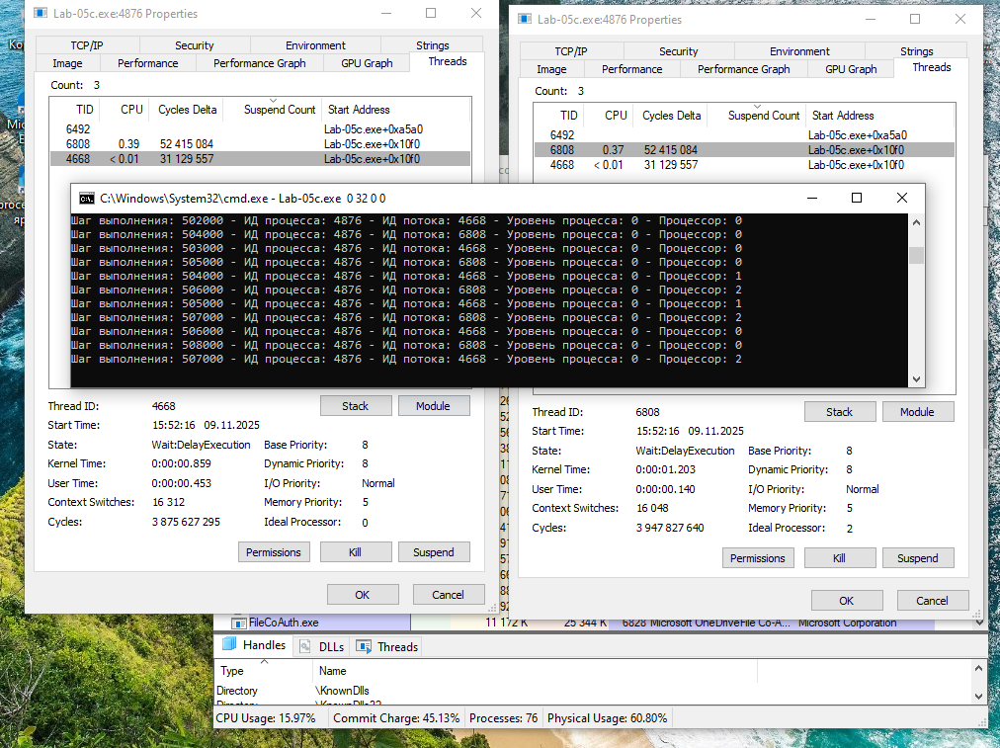 Lab-05c.exe:4876 Properties
TCP/IP Security Environment Strings
Image Performance Performance Graph GPU Graph Threads
Count: 3
TID CPU Cycles Delta Suspend Count Start Address
6492 Lab-05c.exe+0xa5a0
6808 0.39 52 415 084 Lab-05c.exe+0x10f0
4668 < 0.01 31 129 557 Lab-05c.exe+0x10f0
Lab-05c.exe:4876 Properties
TCP/IP Security Environment Strings
Image Performance Performance Graph GPU Graph Threads
Count: 3
TID CPU Cycles Delta Suspend Count Start Address
6492 Lab-05c.exe+0xa5a0
6808 0.37 52 415 084 Lab-05c.exe+0x10f0
4668 < 0.01 31 129 557 Lab-05c.exe+0x10f0
C:\Windows\System32\cmd.exe - Lab-05c.exe 0 32 0 0
Шаг выполнения: 502000 - ИД процесса: 4876 - ИД потока: 4668 - Уровень процесса: 0 - Процессор: 0
Шаг выполнения: 504000 - ИД процесса: 4876 - ИД потока: 6808 - Уровень процесса: 0 - Процессор: 0
Шаг выполнения: 503000 - ИД процесса: 4876 - ИД потока: 4668 - Уровень процесса: 0 - Процессор: 0
Шаг выполнения: 505000 - ИД процесса: 4876 - ИД потока: 6808 - Уровень процесса: 0 - Процессор: 0
Шаг выполнения: 504000 - ИД процесса: 4876 - ИД потока: 4668 - Уровень процесса: 0 - Процессор: 1
Шаг выполнения: 506000 - ИД процесса: 4876 - ИД потока: 6808 - Уровень процесса: 0 - Процессор: 2
Шаг выполнения: 505000 - ИД процесса: 4876 - ИД потока: 4668 - Уровень процесса: 0 - Процессор: 1
Шаг выполнения: 507000 - ИД процесса: 4876 - ИД потока: 6808 - Уровень процесса: 0 - Процессор: 2
Шаг выполнения: 506000 - ИД процесса: 4876 - ИД потока: 4668 - Уровень процесса: 0 - Процессор: 0
Шаг выполнения: 508000 - ИД процесса: 4876 - ИД потока: 6808 - Уровень процесса: 0 - Процессор: 0
Шаг выполнения: 507000 - ИД процесса: 4876 - ИД потока: 4668 - Уровень процесса: 0 - Процессор: 2
Thread ID: 4668 Stack Module
Start Time: 15:52:16 09.11.2025
State: Wait:DelayExecution Base Priority: 8
Kernel Time: 0:00:00.859 Dynamic Priority: 8
User Time: 0:00:00.453 I/O Priority: Normal
Context Switches: 16 312 Memory Priority: 5
Cycles: 3 875 627 295 Ideal Processor: 0
Permissions Kill Suspend
OK Cancel
Thread ID: 6808 Stack Module
Start Time: 15:52:16 09.11.2025
State: Wait:DelayExecution Base Priority: 8
Kernel Time: 0:00:01.203 Dynamic Priority: 8
User Time: 0:00:00.140 I/O Priority: Normal
Context Switches: 16 048 Memory Priority: 5
Cycles: 3 947 827 640 Ideal Processor: 2
Permissions Kill Suspend
OK Cancel
FileCoAuth.exe 11 172 K 25 344 K 6828 Microsoft OneDriveFile Co-A... Microsoft Corporation
Handles DLLs Threads
Type Name
Directory \KnownDlls
Directory \KnownDlls32
CPU Usage: 15.97% Commit Charge: 45.13% Processes: 76 Physical Usage: 60.80%